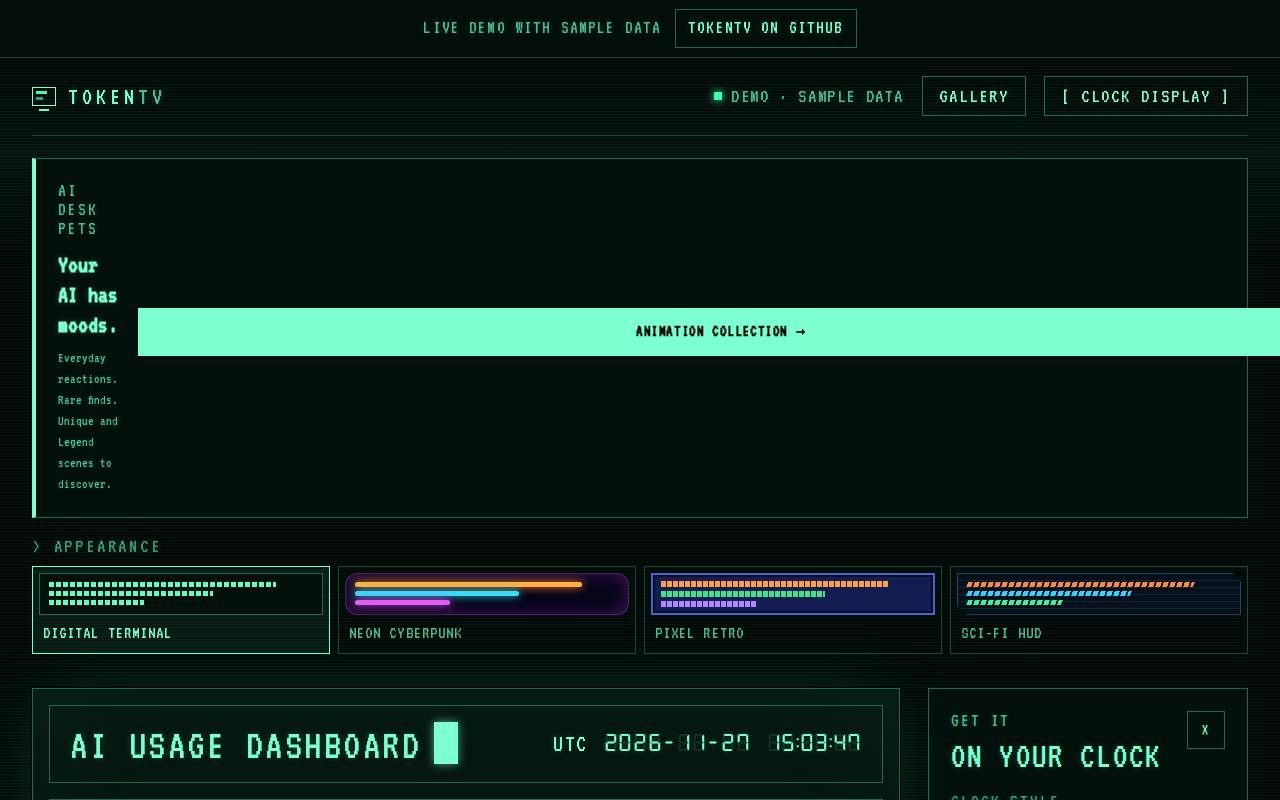 LIVE DEMO WITH SAMPLE DATA TOKENTV ON GITHUB
TOKENTV DEMO · SAMPLE DATA GALLERY [ CLOCK DISPLAY ]
AI
DESK
PETS
Your
AI has
moods.
Everyday
reactions.
Rare finds.
Unique and
Legend
scenes to
discover.
ANIMATION COLLECTION →
> APPEARANCE
DIGITAL TERMINAL NEON CYBERPUNK PIXEL RETRO SCI-FI HUD
AI USAGE DASHBOARD UTC 2026-11-27 15:03:47
GET IT
ON YOUR CLOCK
X
CLOCK STYLE